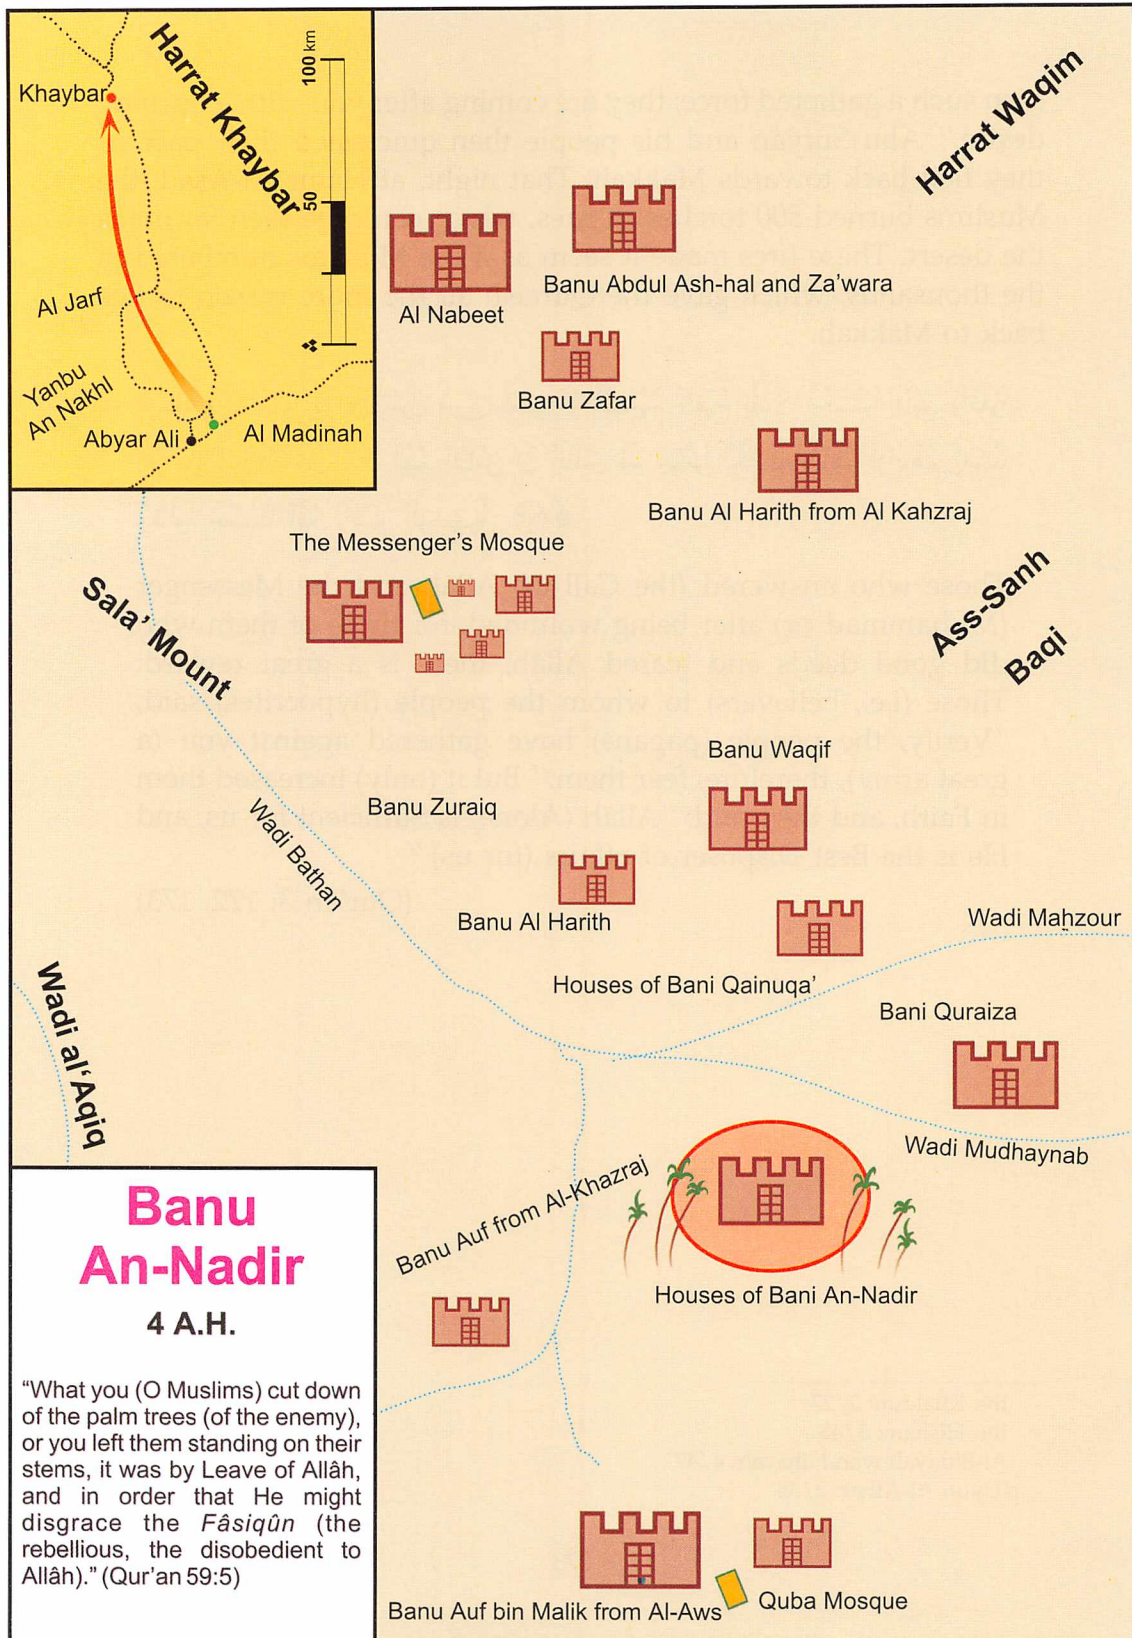 Harrat Khaybar
100 km
50
Khaybar
Al Jarf
Yanbu
An Nakhl
Abyar Ali
Al Madinah
Harrat Waqim
Banu Abdul Ash-hal and Za'wara
Al Nabeet
Banu Zafar
Banu Al Harith from Al Kahzraj
The Messenger's Mosque
Sala' Mount
Ass-Sanh
Baqi
Banu Waqif
Banu Zuraiq
Wadi Bathan
Banu Al Harith
Wadi Mahzour
Houses of Bani Qainuqa'
Bani Quraiza
Wadi al'Aqiq
Wadi Mudhaynab
Banu Auf from Al-Khazraj
Houses of Bani An-Nadir
Banu
An-Nadir
4 A.H.
"What you (O Muslims) cut down
of the palm trees (of the enemy),
or you left them standing on their
stems, it was by Leave of Allâh,
and in order that He might
disgrace the Fâsiqûn (the
rebellious, the disobedient to
Allâh)." (Qur'an 59:5)
Quba Mosque
Banu Auf bin Malik from Al-Aws